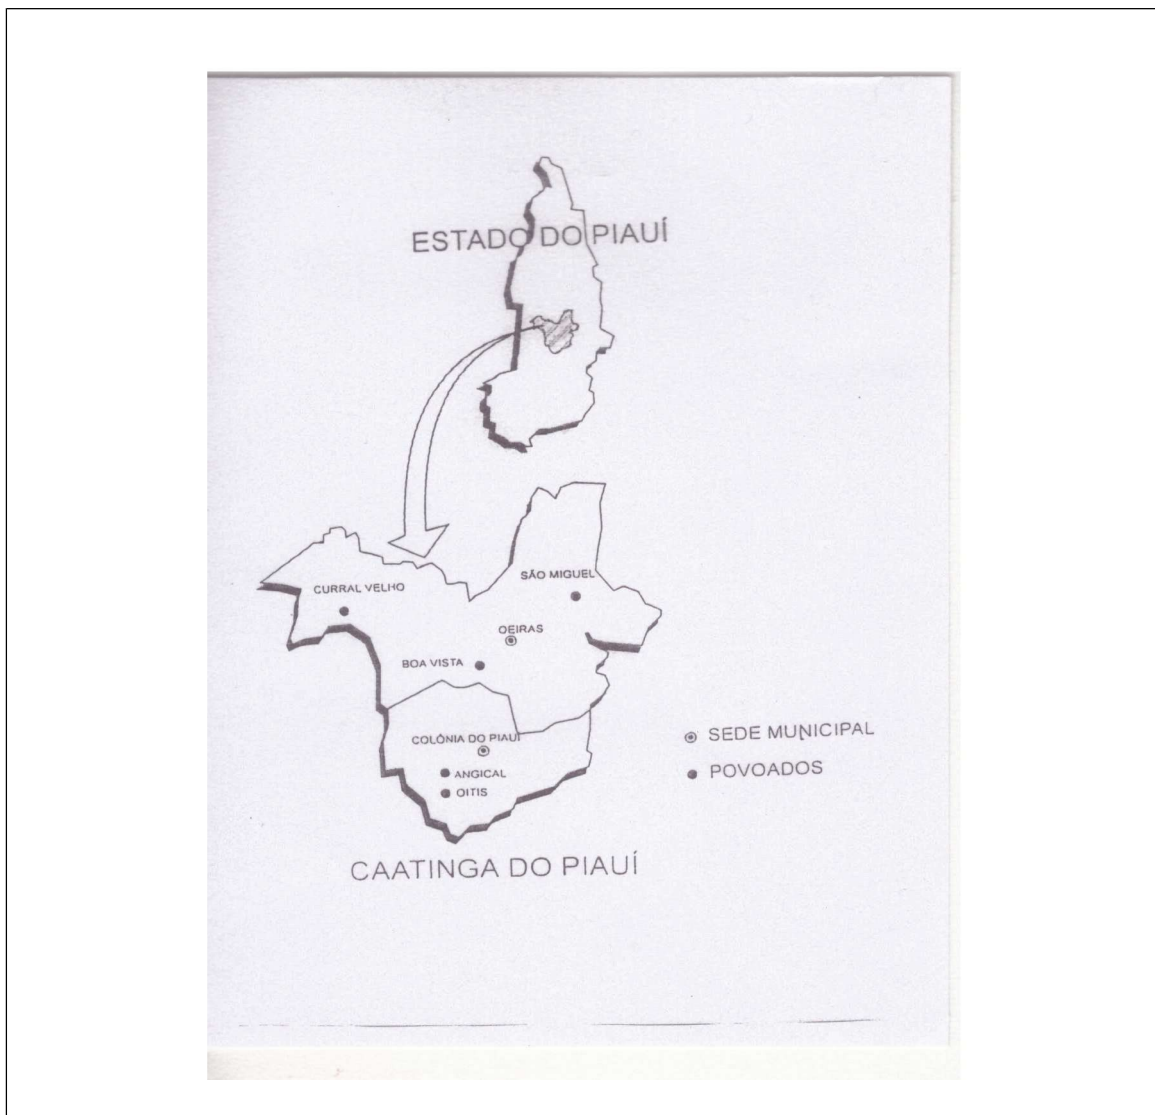 ESTADO DO PIAUÍ
SÃO MIGUEL
CURRAL VELHO
OEIRAS
BOA VISTA
COLÔNIA DO PIAUÍ
ANGICAL
OITIS
SEDE MUNICIPAL
POVOADOS
CAATINGA DO PIAUÍ